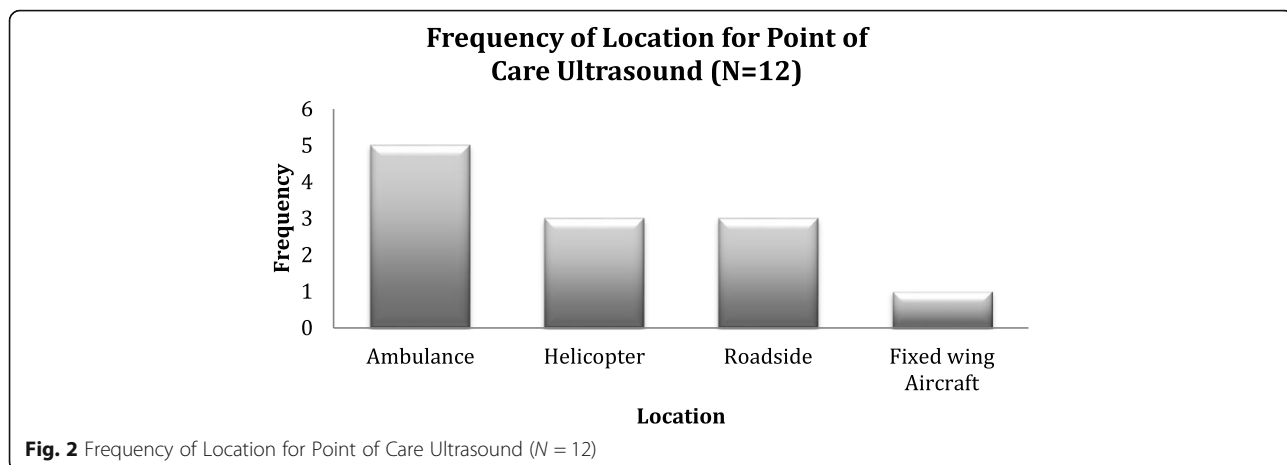 Frequency of Location for Point of
Care Ultrasound (N=12)
6
5
4
3
2
1
0
Frequency
Ambulance
Helicopter
Roadside
Fixed wing
Aircraft
Location
Fig. 2 Frequency of Location for Point of Care Ultrasound (N = 12)